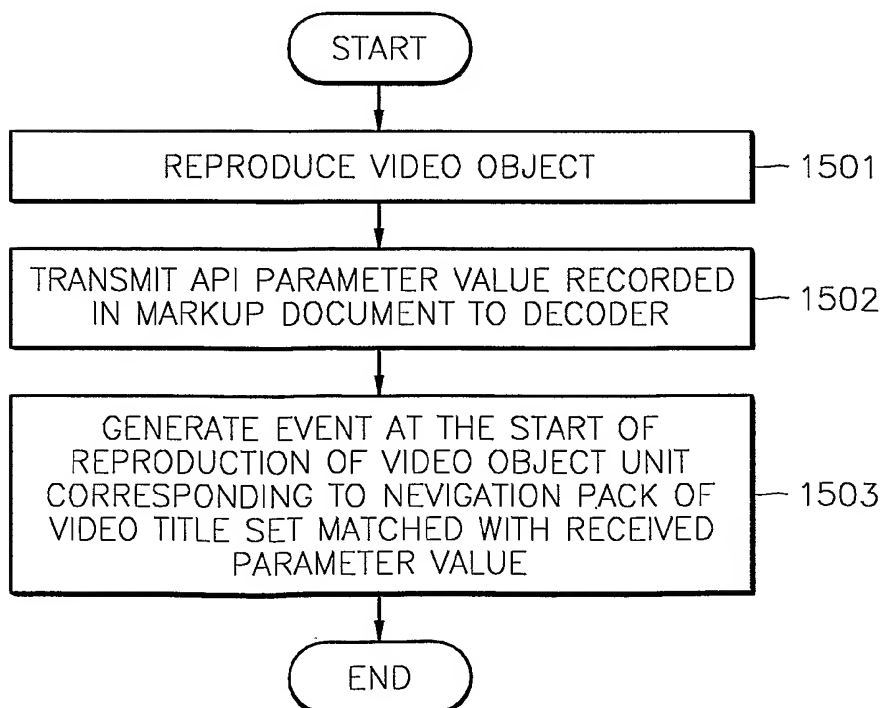 START
REPRODUCE VIDEO OBJECT
1501
TRANSMIT API PARAMETER VALUE RECORDED
IN MARKUP DOCUMENT TO DECODER
1502
GENERATE EVENT AT THE START OF
REPRODUCTION OF VIDEO OBJECT UNIT
CORRESPONDING TO NEVIGATION PACK OF
VIDEO TITLE SET MATCHED WITH RECEIVED
PARAMETER VALUE
1503
END